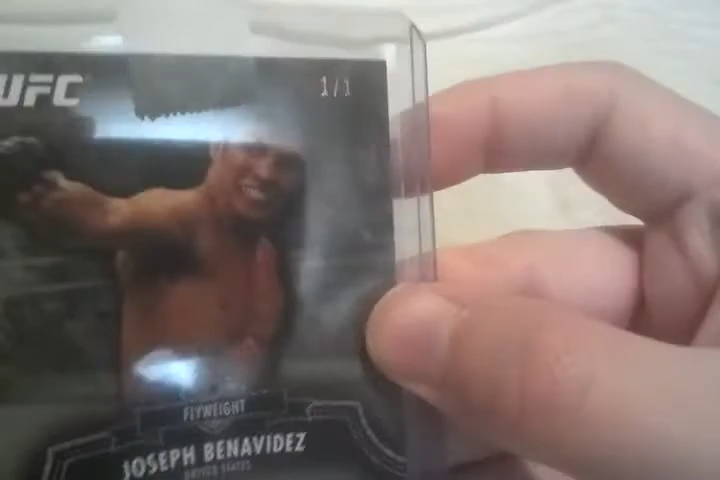 UFC
1/1
FLYWEIGHT
JOSEPH BENAVIDEZ
UNITED STATES